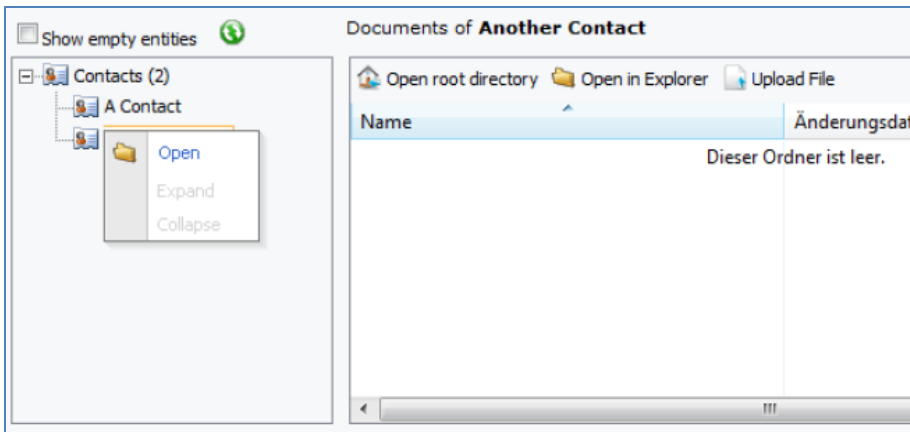 Show empty entities
Documents of Another Contact
Contacts (2)
A Contact
Open
Expand
Collapse
Open root directory Open in Explorer Upload File
Name
Dieser Ordner ist leer.